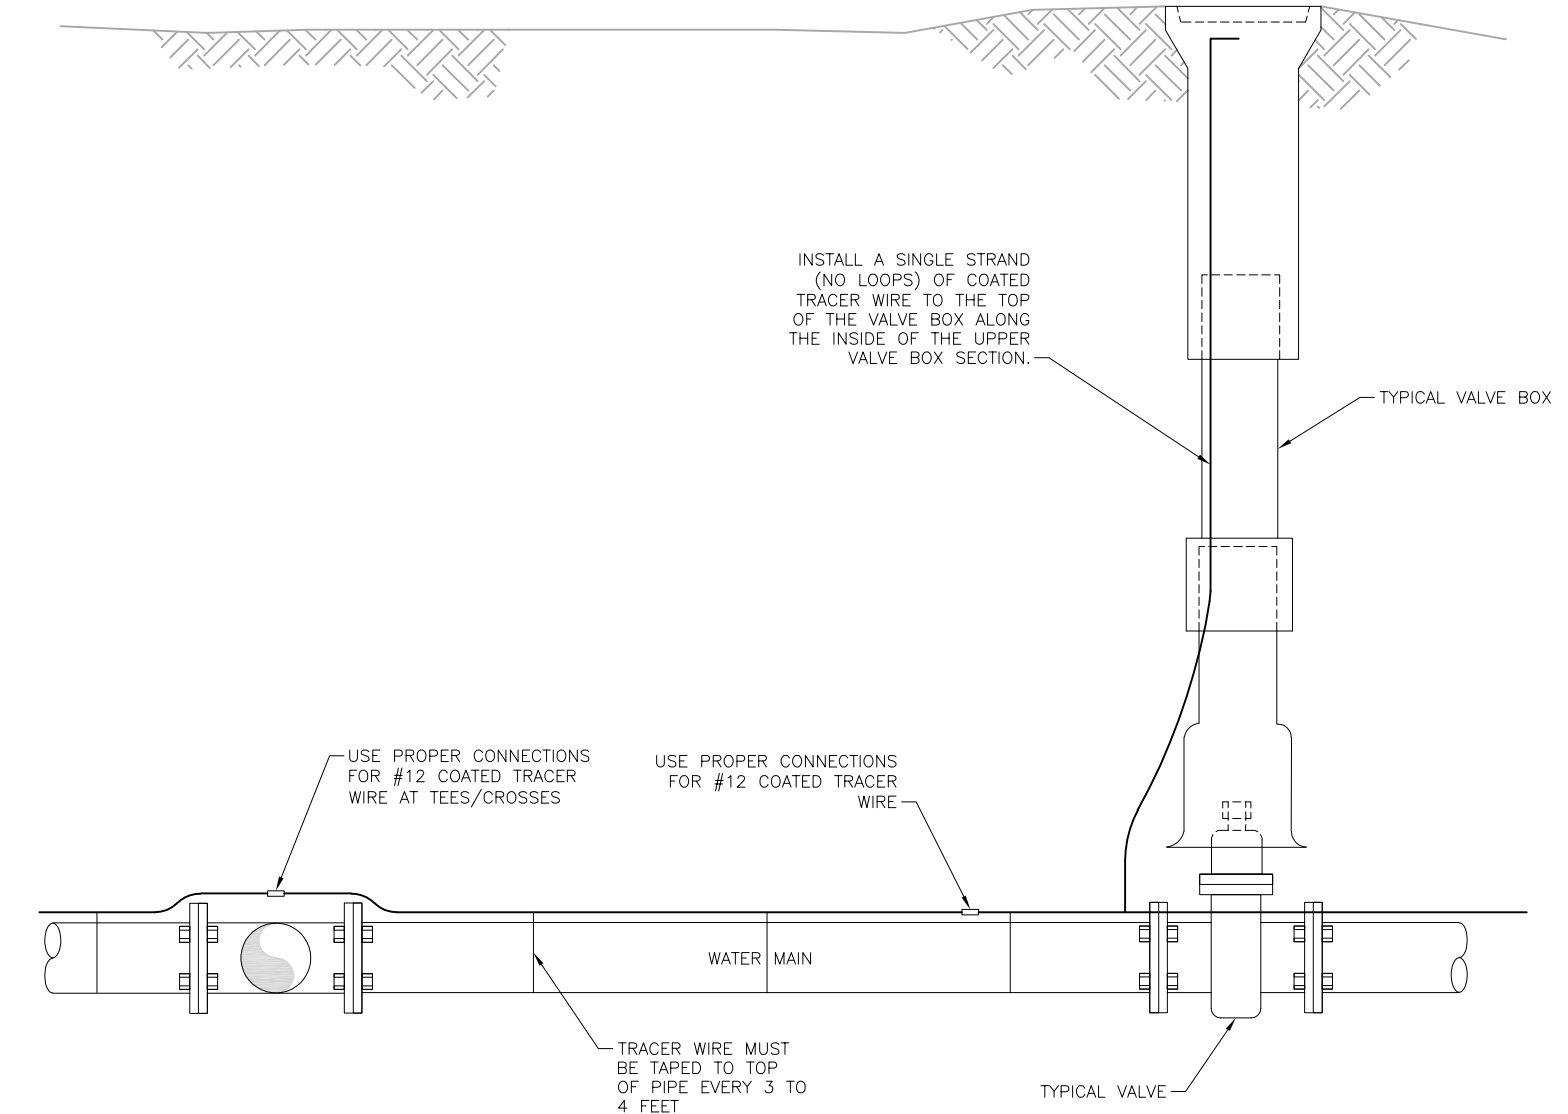 INSTALL A SINGLE STRAND
(NO LOOPS) OF COATED
TRACER WIRE TO THE TOP
OF THE VALVE BOX ALONG
THE INSIDE OF THE UPPER
VALVE BOX SECTION.
TYPICAL VALVE BOX
USE PROPER CONNECTIONS
FOR #12 COATED TRACER
WIRE AT TEES/CROSSES
USE PROPER CONNECTIONS
FOR #12 COATED TRACER
WIRE
WATER MAIN
TRACER WIRE MUST
BE TAPED TO TOP
OF PIPE EVERY 3 TO
4 FEET
TYPICAL VALVE